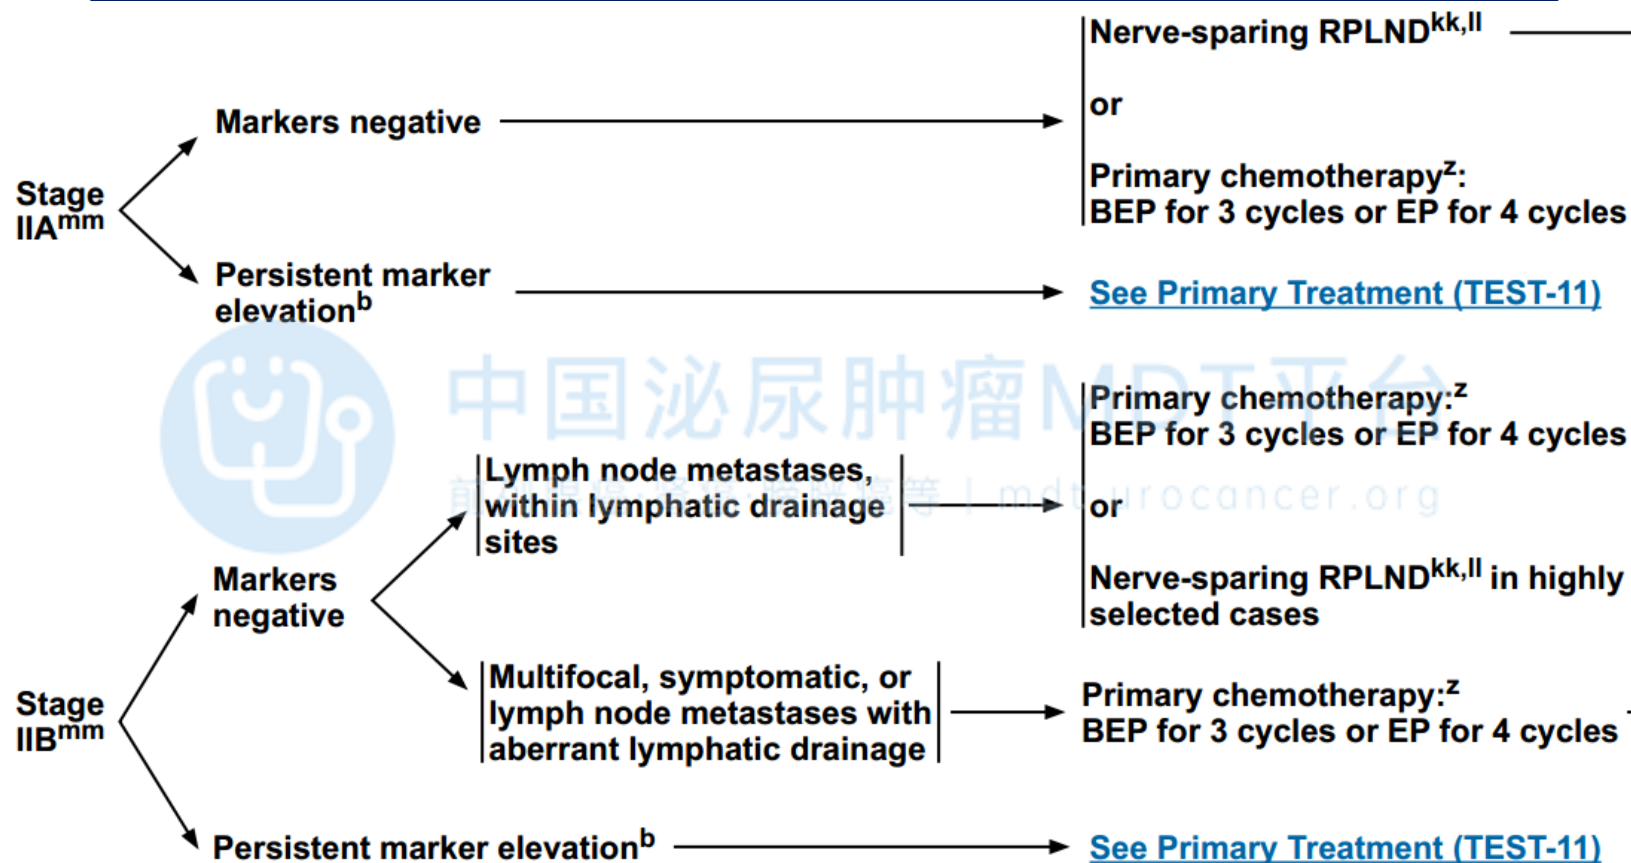 Nerve-sparing RPLNDkk,ll
or
Markers negative
Primary chemotherapyz:
BEP for 3 cycles or EP for 4 cycles
Stage
IIAmm
Persistent marker
elevationb
See Primary Treatment (TEST-11)
中国泌尿肿瘤MDT平台
mdt.urocancer.org
Primary chemotherapy:z
BEP for 3 cycles or EP for 4 cycles
Lymph node metastases,
within lymphatic drainage
sites
or
Nerve-sparing RPLNDkk,ll in highly
selected cases
Markers
negative
Multifocal, symptomatic, or
lymph node metastases with
aberrant lymphatic drainage
Primary chemotherapy:z
BEP for 3 cycles or EP for 4 cycles
Stage
IIBmm
Persistent marker elevationb
See Primary Treatment (TEST-11)